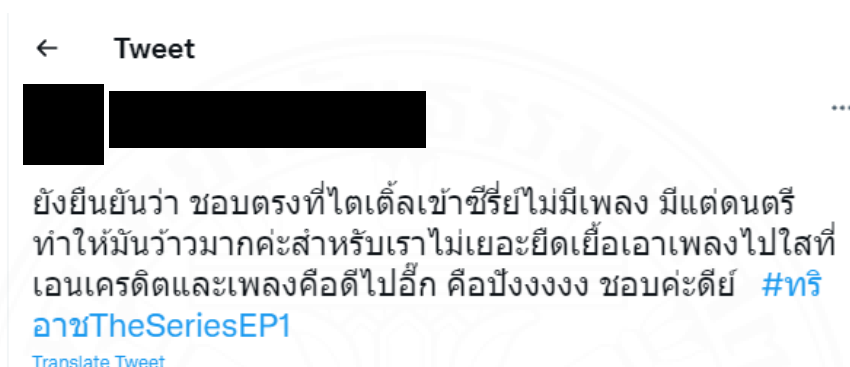 ← Tweet
ยังยืนยันว่า ชอบตรงที่ไตเติ้ลเข้าซีรี่ย์ไม่มีเพลง มีแต่ดนตรี
ทำให้มันว้าวมากค่ะสำหรับเราไม่เยอะยืดเยื้อเอาเพลงไปใสที่
เอนเครดิตและเพลงคือดีไปอี๊ก คือปังงงงง ชอบค่ะดีย์ #ทริ
อาชTheSeriesEP1
Translate Tweet